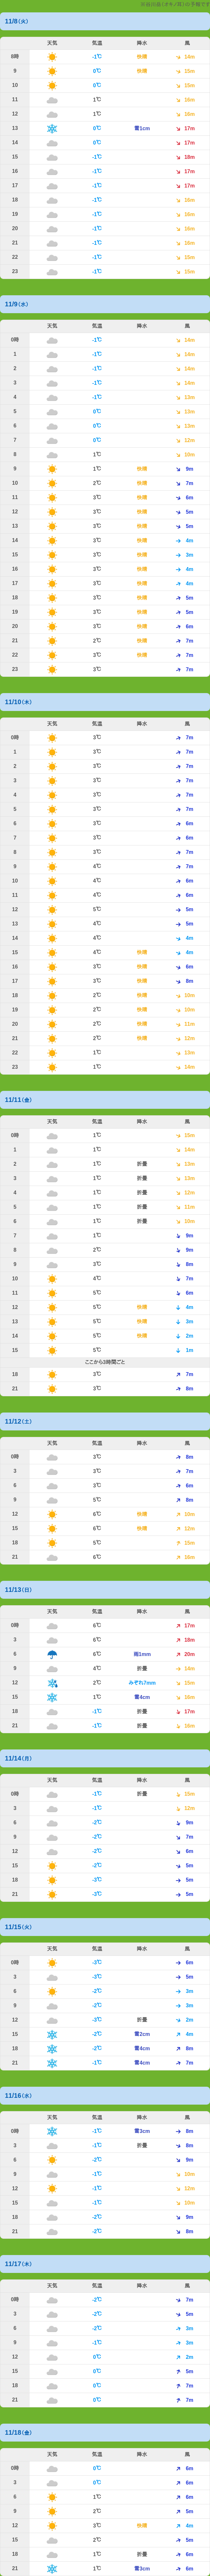 11/8(火)
天気 気温 降水 風
8時 -1℃ 快晴 14m
9 0℃ 快晴 15m
10 0℃ 15m
11 1℃ 16m
12 1℃ 16m
13 0℃ 雪1cm 17m
14 0℃ 17m
15 -1℃ 18m
16 -1℃ 17m
17 -1℃ 17m
18 -1℃ 16m
19 -1℃ 16m
20 -1℃ 16m
21 -1℃ 16m
22 -1℃ 15m
23 -1℃ 15m
11/9(水)
天気 気温 降水 風
0時 -1℃ 14m
1 -1℃ 14m
2 -1℃ 14m
3 -1℃ 14m
4 -1℃ 13m
5 0℃ 13m
6 0℃ 13m
7 0℃ 12m
8 1℃ 10m
9 1℃ 快晴 9m
10 2℃ 快晴 7m
11 3℃ 快晴 6m
12 3℃ 快晴 5m
13 3℃ 快晴 5m
14 3℃ 快晴 4m
15 3℃ 快晴 3m
16 3℃ 快晴 4m
17 3℃ 快晴 4m
18 3℃ 快晴 5m
19 3℃ 快晴 5m
20 3℃ 快晴 6m
21 2℃ 快晴 7m
22 3℃ 快晴 7m
23 3℃ 7m
11/10(木)
天気 気温 降水 風
0時 3℃ 7m
1 3℃ 7m
2 3℃ 7m
3 3℃ 7m
4 3℃ 7m
5 3℃ 7m
6 3℃ 6m
7 3℃ 6m
8 3℃ 7m
9 4℃ 7m
10 4℃ 6m
11 4℃ 6m
12 5℃ 5m
13 4℃ 5m
14 4℃ 4m
15 4℃ 快晴 4m
16 3℃ 快晴 6m
17 3℃ 快晴 8m
18 2℃ 快晴 10m
19 2℃ 快晴 10m
20 2℃ 快晴 11m
21 2℃ 快晴 12m
22 1℃ 13m
23 1℃ 14m
11/11(金)
天気 気温 降水 風
0時 1℃ 15m
1 1℃ 14m
2 1℃ 折畳 13m
3 1℃ 折畳 13m
4 1℃ 折畳 12m
5 1℃ 折畳 11m
6 1℃ 折畳 10m
7 1℃ 9m
8 2℃ 9m
9 3℃ 8m
10 4℃ 7m
11 5℃ 6m
12 5℃ 快晴 4m
13 5℃ 快晴 3m
14 5℃ 快晴 2m
15 5℃ 1m
ここから3時間ごと
18 3℃ 7m
21 3℃ 8m
11/12(土)
天気 気温 降水 風
0時 3℃ 8m
3 3℃ 7m
6 3℃ 6m
9 5℃ 8m
12 6℃ 快晴 10m
15 6℃ 快晴 12m
18 5℃ 15m
21 6℃ 16m
11/13(日)
天気 気温 降水 風
0時 6℃ 17m
3 6℃ 18m
6 6℃ 雨1mm 20m
9 4℃ 折畳 14m
12 2℃ みぞれ7mm 15m
15 1℃ 雪4cm 16m
18 -1℃ 折畳 17m
21 -1℃ 折畳 16m
11/14(月)
天気 気温 降水 風
0時 -1℃ 折畳 15m
3 -1℃ 12m
6 -2℃ 9m
9 -2℃ 7m
12 -2℃ 6m
15 -2℃ 5m
18 -3℃ 5m
21 -3℃ 5m
11/15(火)
天気 気温 降水 風
0時 -3℃ 6m
3 -3℃ 5m
6 -2℃ 3m
9 -2℃ 3m
12 -3℃ 折畳 2m
15 -2℃ 雪2cm 4m
18 -2℃ 雪4cm 8m
21 -1℃ 雪4cm 7m
11/16(水)
天気 気温 降水 風
0時 -1℃ 雪3cm 8m
3 -1℃ 折畳 8m
6 -2℃ 9m
9 -1℃ 10m
12 -1℃ 12m
15 -1℃ 10m
18 -2℃ 9m
21 -2℃ 8m
11/17(木)
天気 気温 降水 風
0時 -2℃ 7m
3 -2℃ 5m
6 -2℃ 3m
9 -1℃ 3m
12 0℃ 2m
15 0℃ 5m
18 0℃ 7m
21 0℃ 7m
11/18(金)
天気 気温 降水 風
0時 0℃ 6m
3 0℃ 6m
6 1℃ 6m
9 2℃ 5m
12 3℃ 快晴 4m
15 2℃ 5m
18 1℃ 折畳 6m
21 1℃ 雪3cm 6m